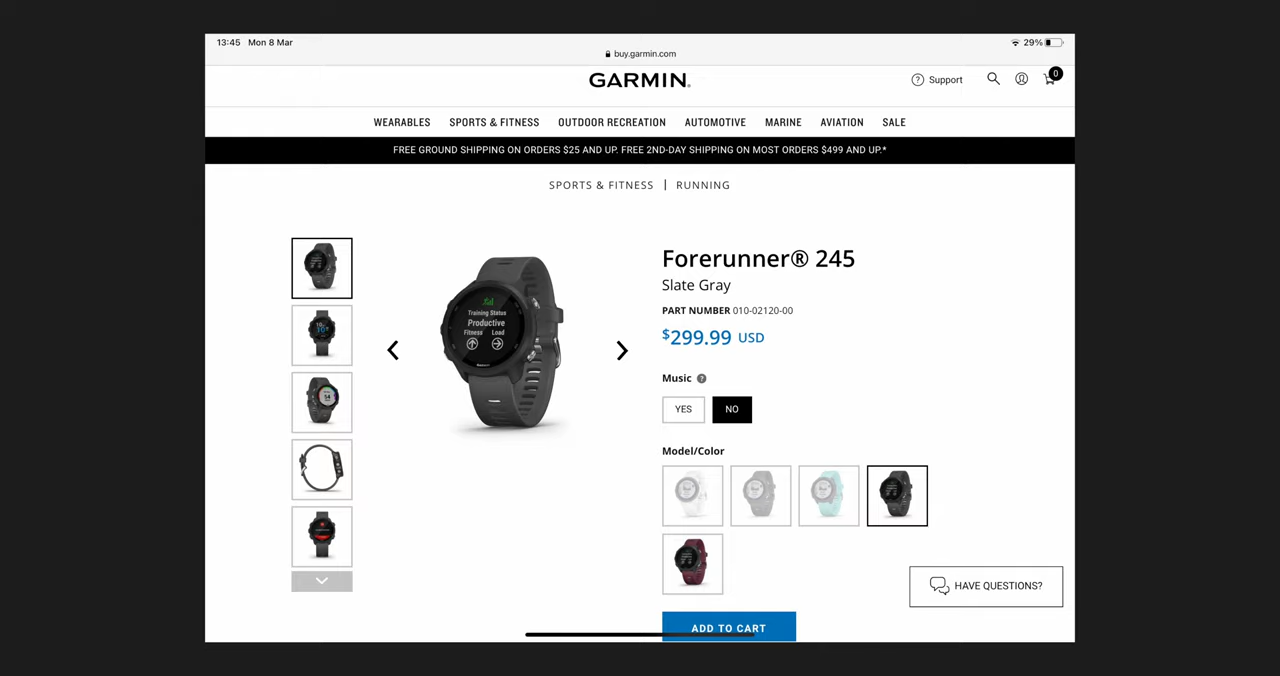 13:45 Mon 8 Mar
29%
buy.garmin.com
GARMIN.
Support
0
WEARABLES SPORTS & FITNESS OUTDOOR RECREATION AUTOMOTIVE MARINE AVIATION SALE
FREE GROUND SHIPPING ON ORDERS $25 AND UP. FREE 2ND-DAY SHIPPING ON MOST ORDERS $499 AND UP.*
SPORTS & FITNESS | RUNNING
Training Status
Productive
Fitness Load
Forerunner® 245
Slate Gray
PART NUMBER 010-02120-00
$299.99 USD
Music
YES NO
Model/Color
HAVE QUESTIONS?
ADD TO CART